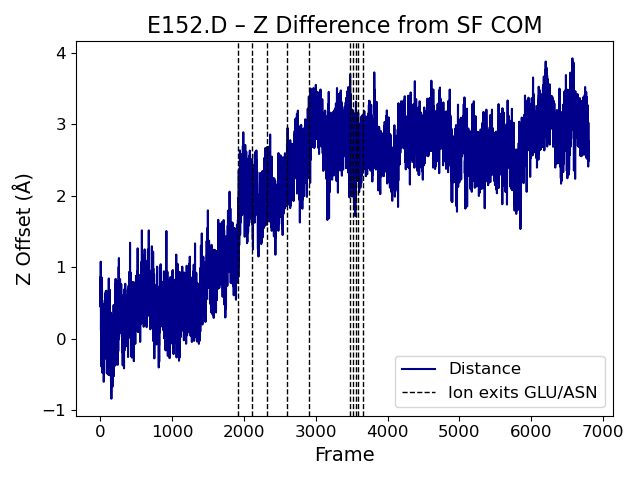 E152.D – Z Difference from SF COM
Z Offset (Å)
4
3
2
1
0
−1
Distance
Ion exits GLU/ASN
0 1000 2000 3000 4000 5000 6000 7000
Frame